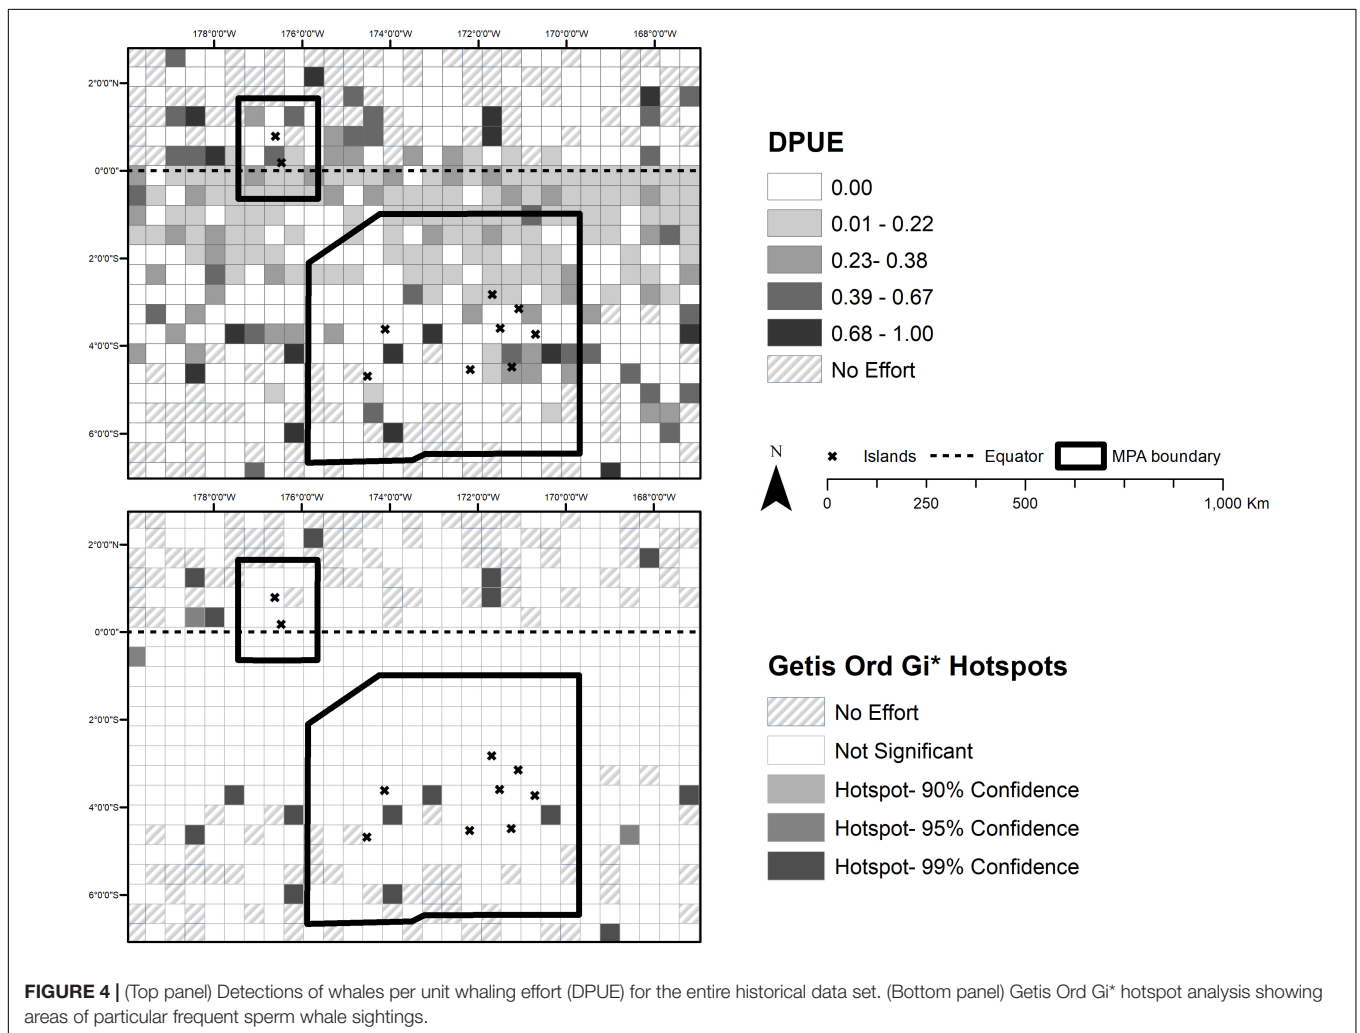 178°0'0"W 176°0'0"W 174°0'0"W 172°0'0"W 170°0'0"W 168°0'0"W
2°0'0"N
0°0'0"
2°0'0"S
4°0'0"S
6°0'0"S
DPUE
0.00
0.01 - 0.22
0.23- 0.38
0.39 - 0.67
0.68 - 1.00
No Effort
N
Islands Equator MPA boundary
0 250 500 1,000 Km
178°0'0"W 176°0'0"W 174°0'0"W 172°0'0"W 170°0'0"W 168°0'0"W
2°0'0"N
0°0'0"
2°0'0"S
4°0'0"S
6°0'0"S
Getis Ord Gi* Hotspots
No Effort
Not Significant
Hotspot- 90% Confidence
Hotspot- 95% Confidence
Hotspot- 99% Confidence
FIGURE 4 | (Top panel) Detections of whales per unit whaling effort (DPUE) for the entire historical data set. (Bottom panel) Getis Ord Gi* hotspot analysis showing
areas of particular frequent sperm whale sightings.